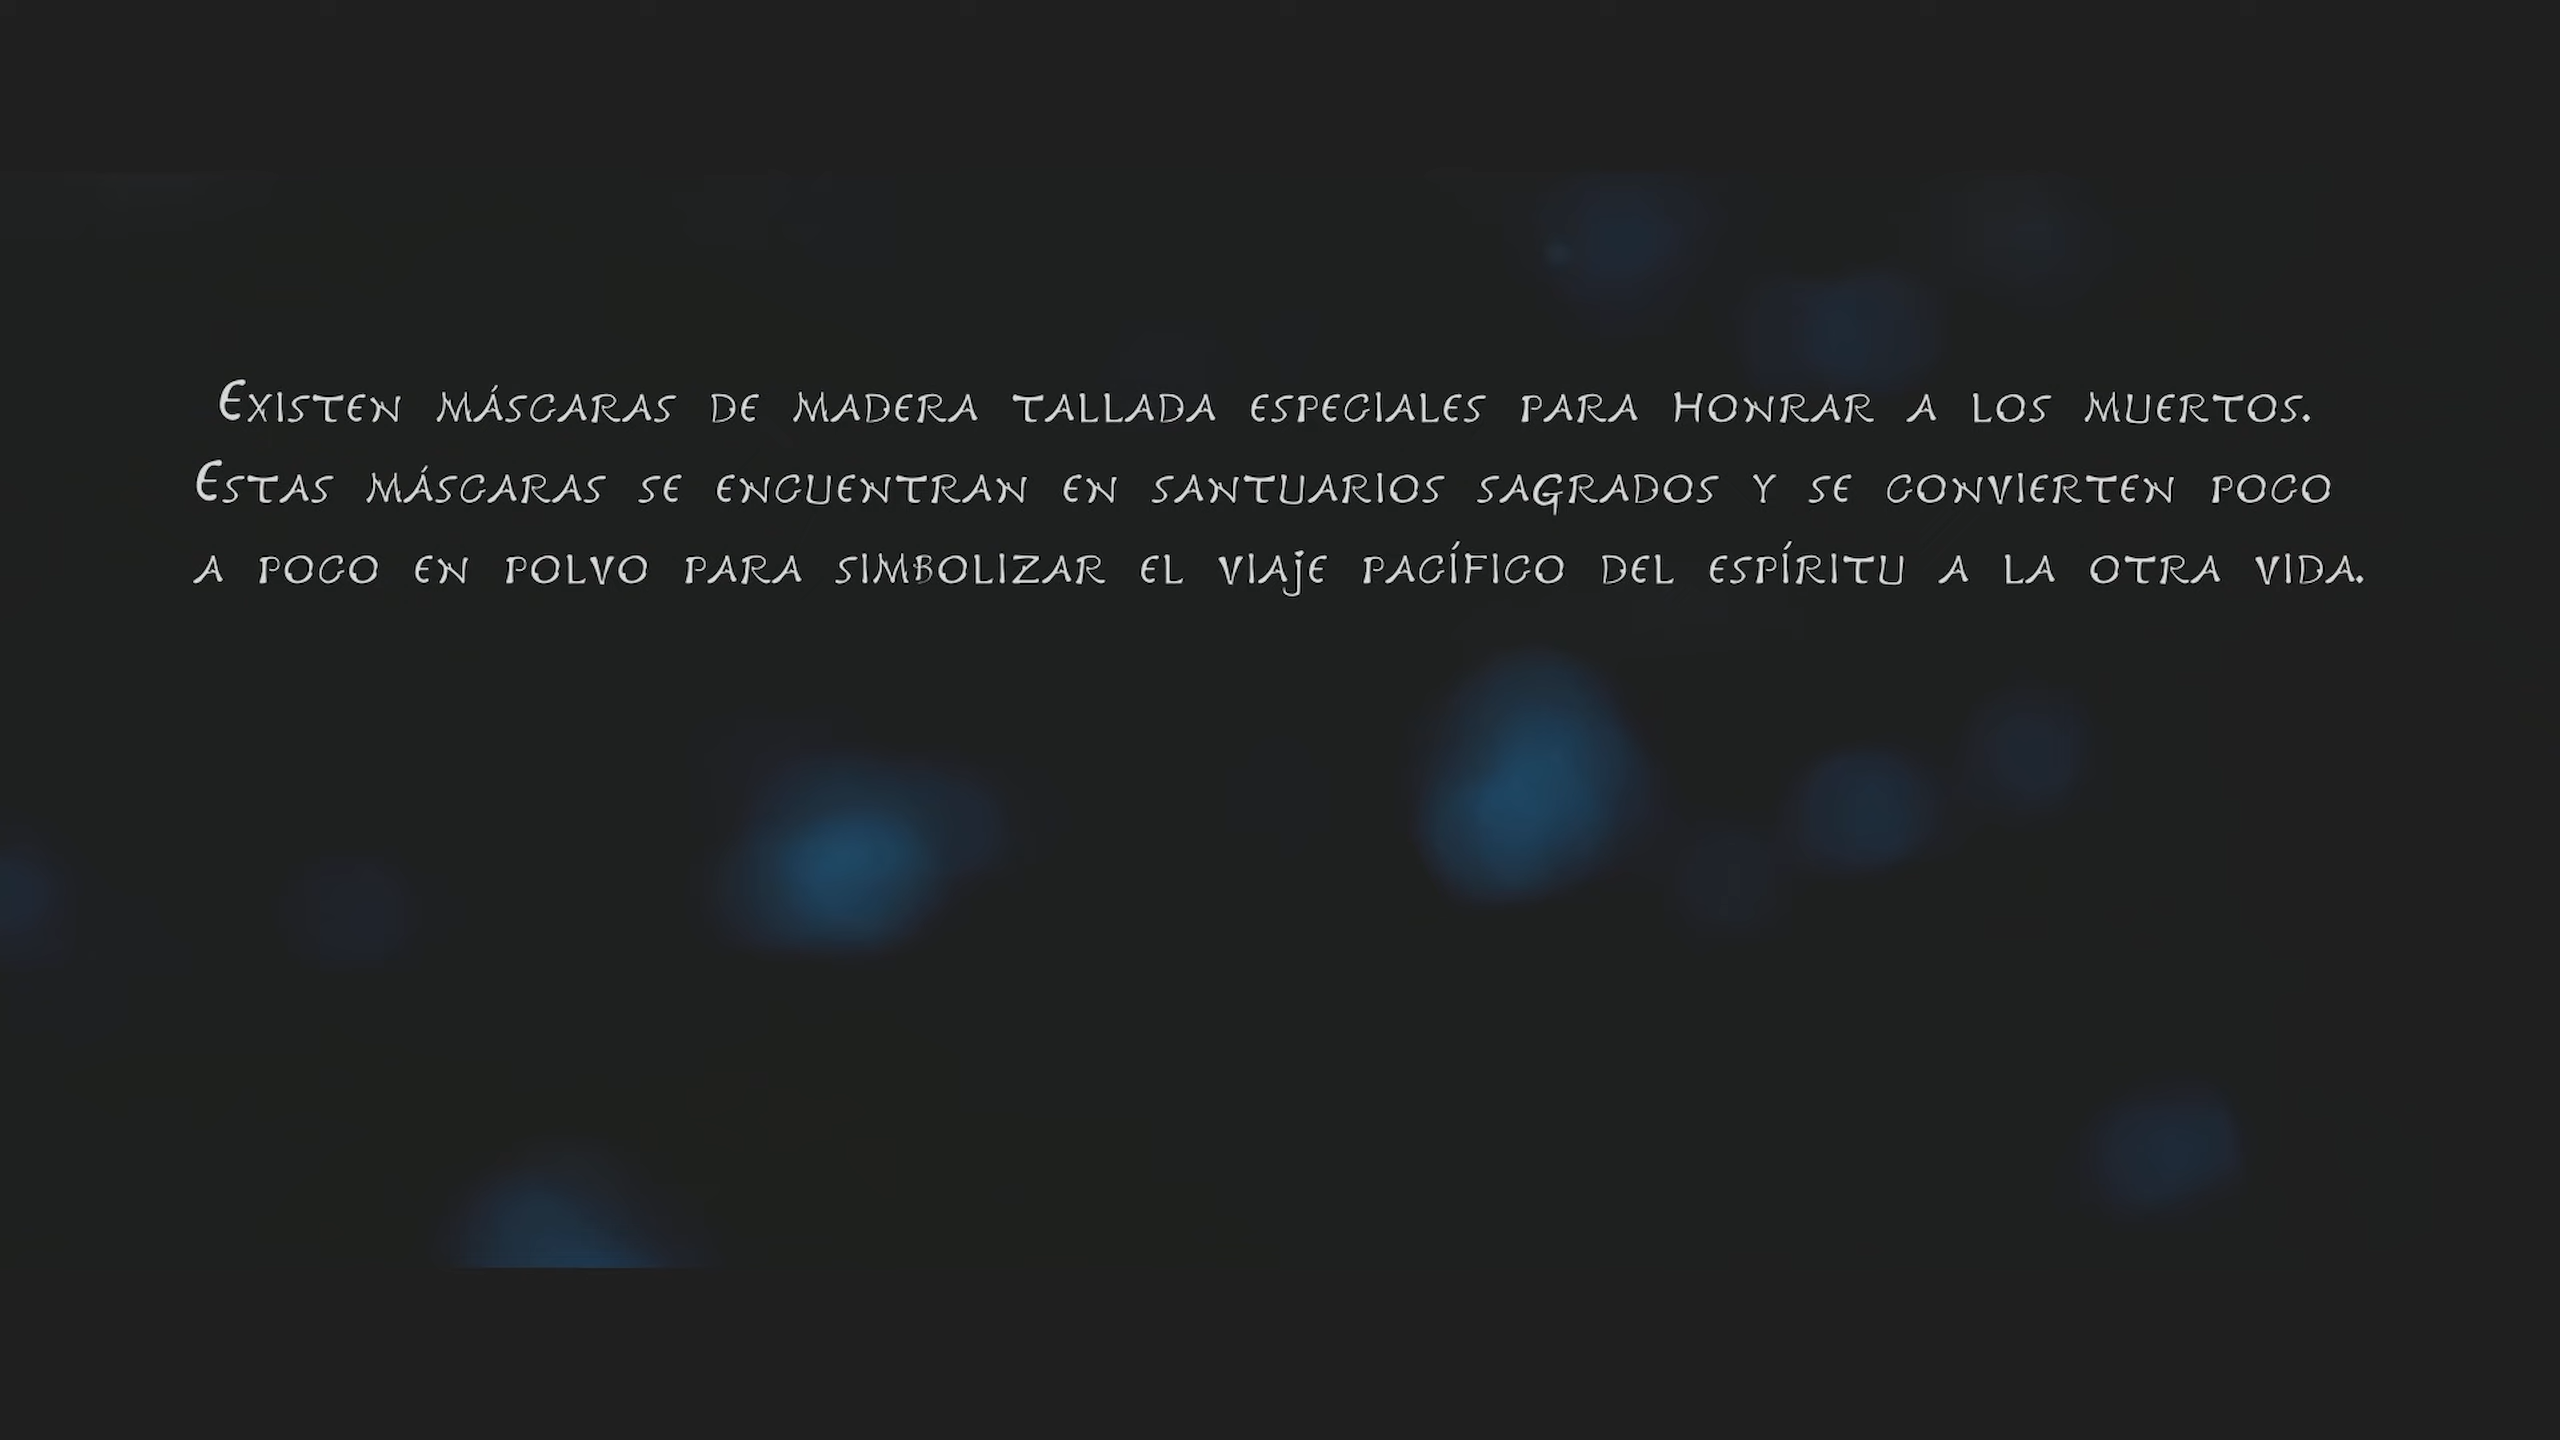 Existen máscaras de madera tallada especiales para honrar a los muertos.
Estas máscaras se encuentran en santuarios sagrados y se convierten poco
a poco en polvo para simbolizar el viaje pacífico del espíritu a la otra vida.